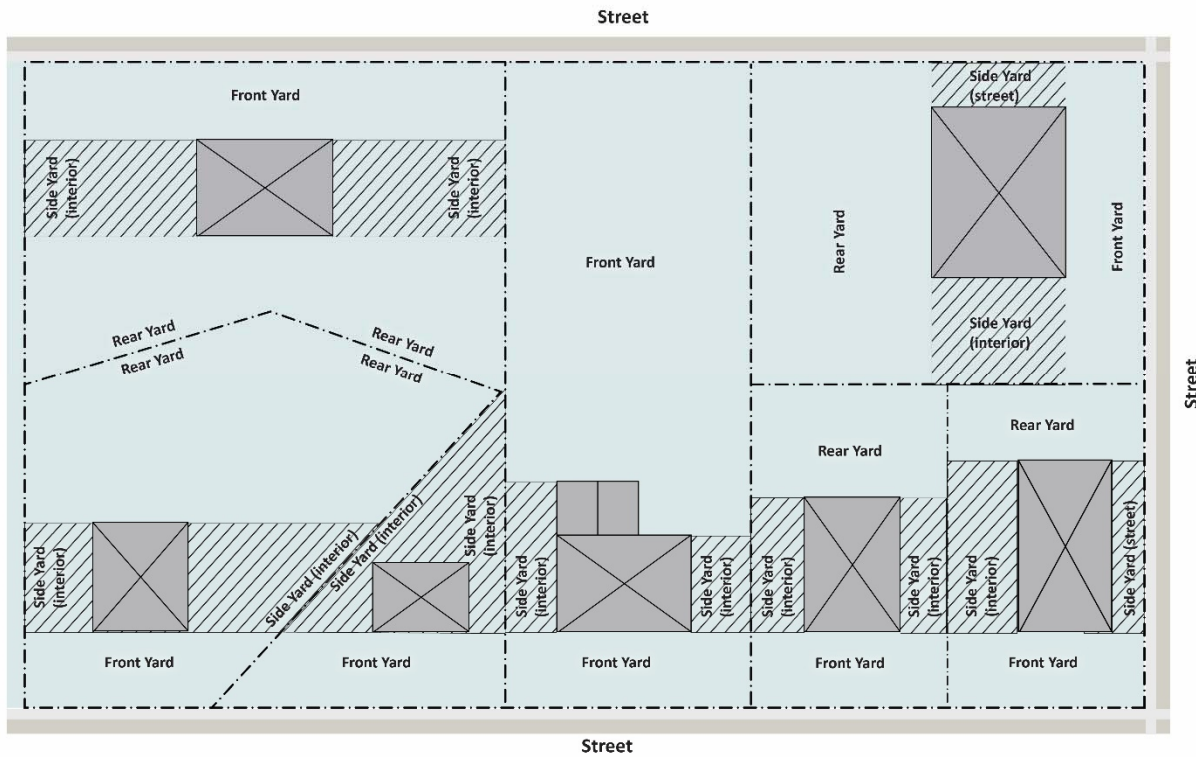 Street
Side Yard
(street)
Front Yard
Side Yard
(interior)
Side Yard
(interior)
Front Yard
Rear Yard
Front Yard
Side Yard
(interior)
Rear Yard
Rear Yard
Rear Yard
Rear Yard
Street
Rear Yard
Rear Yard
Side Yard
(interior)
Side Yard (interior)
Side Yard (interior)
Side Yard
(interior)
Side Yard
(interior)
Side Yard
(interior)
Side Yard
(interior)
Side Yard
(interior)
Side Yard
(interior)
Side Yard (street)
Front Yard
Front Yard
Front Yard
Front Yard
Front Yard
Street